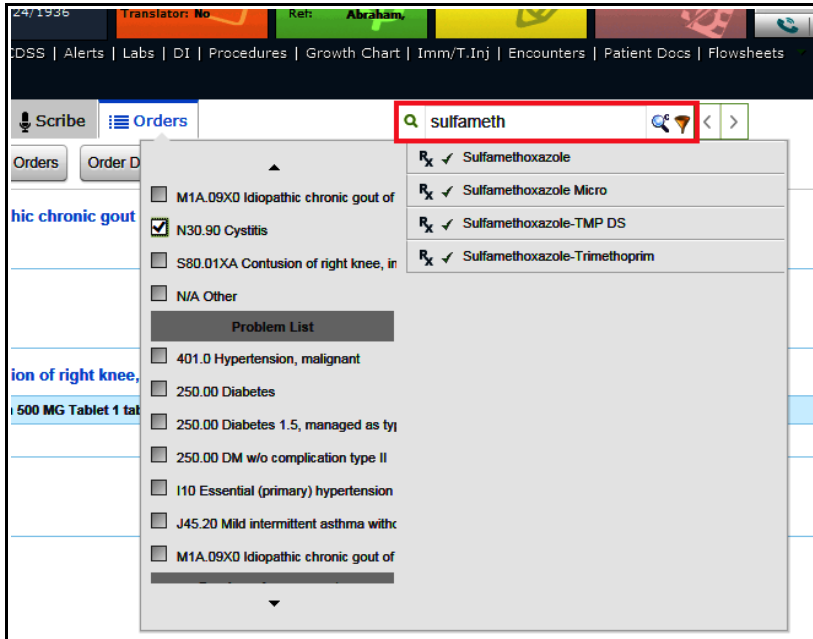 24/1936
Translator: No
Ref: Abraham,
CDSS | Alerts | Labs | DI | Procedures | Growth Chart | Imm/T.Inj | Encounters | Patient Docs | Flowsheets
Scribe
Orders
sulfameth
Orders
Order D
hic chronic gout
ion of right knee,
500 MG Tablet 1 tab
M1A.09X0 Idiopathic chronic gout of
N30.90 Cystitis
S80.01XA Contusion of right knee, in
N/A Other
Problem List
401.0 Hypertension, malignant
250.00 Diabetes
250.00 Diabetes 1.5, managed as typ
250.00 DM w/o complication type II
I10 Essential (primary) hypertension
J45.20 Mild intermittent asthma witho
M1A.09X0 Idiopathic chronic gout of
Rx Sulfamethoxazole
Rx Sulfamethoxazole Micro
Rx Sulfamethoxazole-TMP DS
Rx Sulfamethoxazole-Trimethoprim